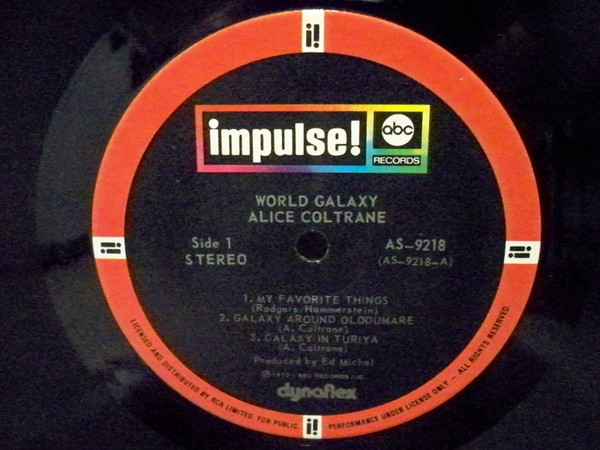 i!
impulse!
abc
RECORDS
WORLD GALAXY
ALICE COLTRANE
Side 1
AS-9218
STEREO
(AS-9218-A)
i!
i!
1. MY FAVORITE THINGS
(Rodgers Hammerstein)
2. GALAXY AROUND OLODUMARE
(A. Coltrane)
3. GALAXY IN TURIYA
(A. Coltrane)
Produced by Ed Michel
Ⓟ 1972 ABC RECORDS INC.
dynaflex
LICENSED AND DISTRIBUTED BY RCA LIMITED. FOR PUBLIC
i!
PERFORMANCE UNDER LICENSE ONLY — ALL RIGHTS RESERVED